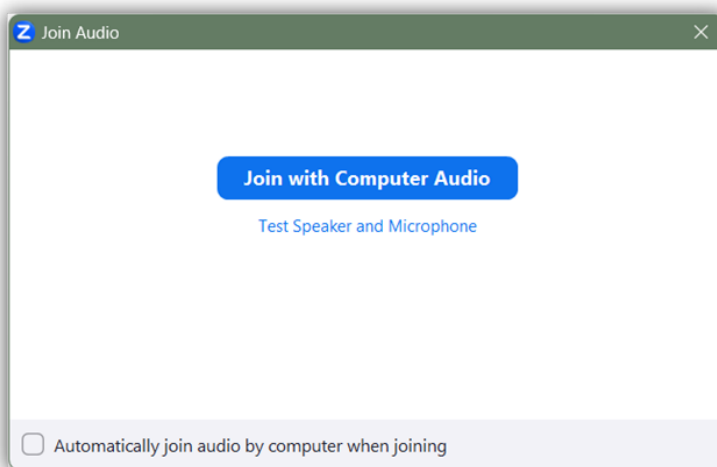 Join Audio
Join with Computer Audio
Test Speaker and Microphone
Automatically join audio by computer when joining